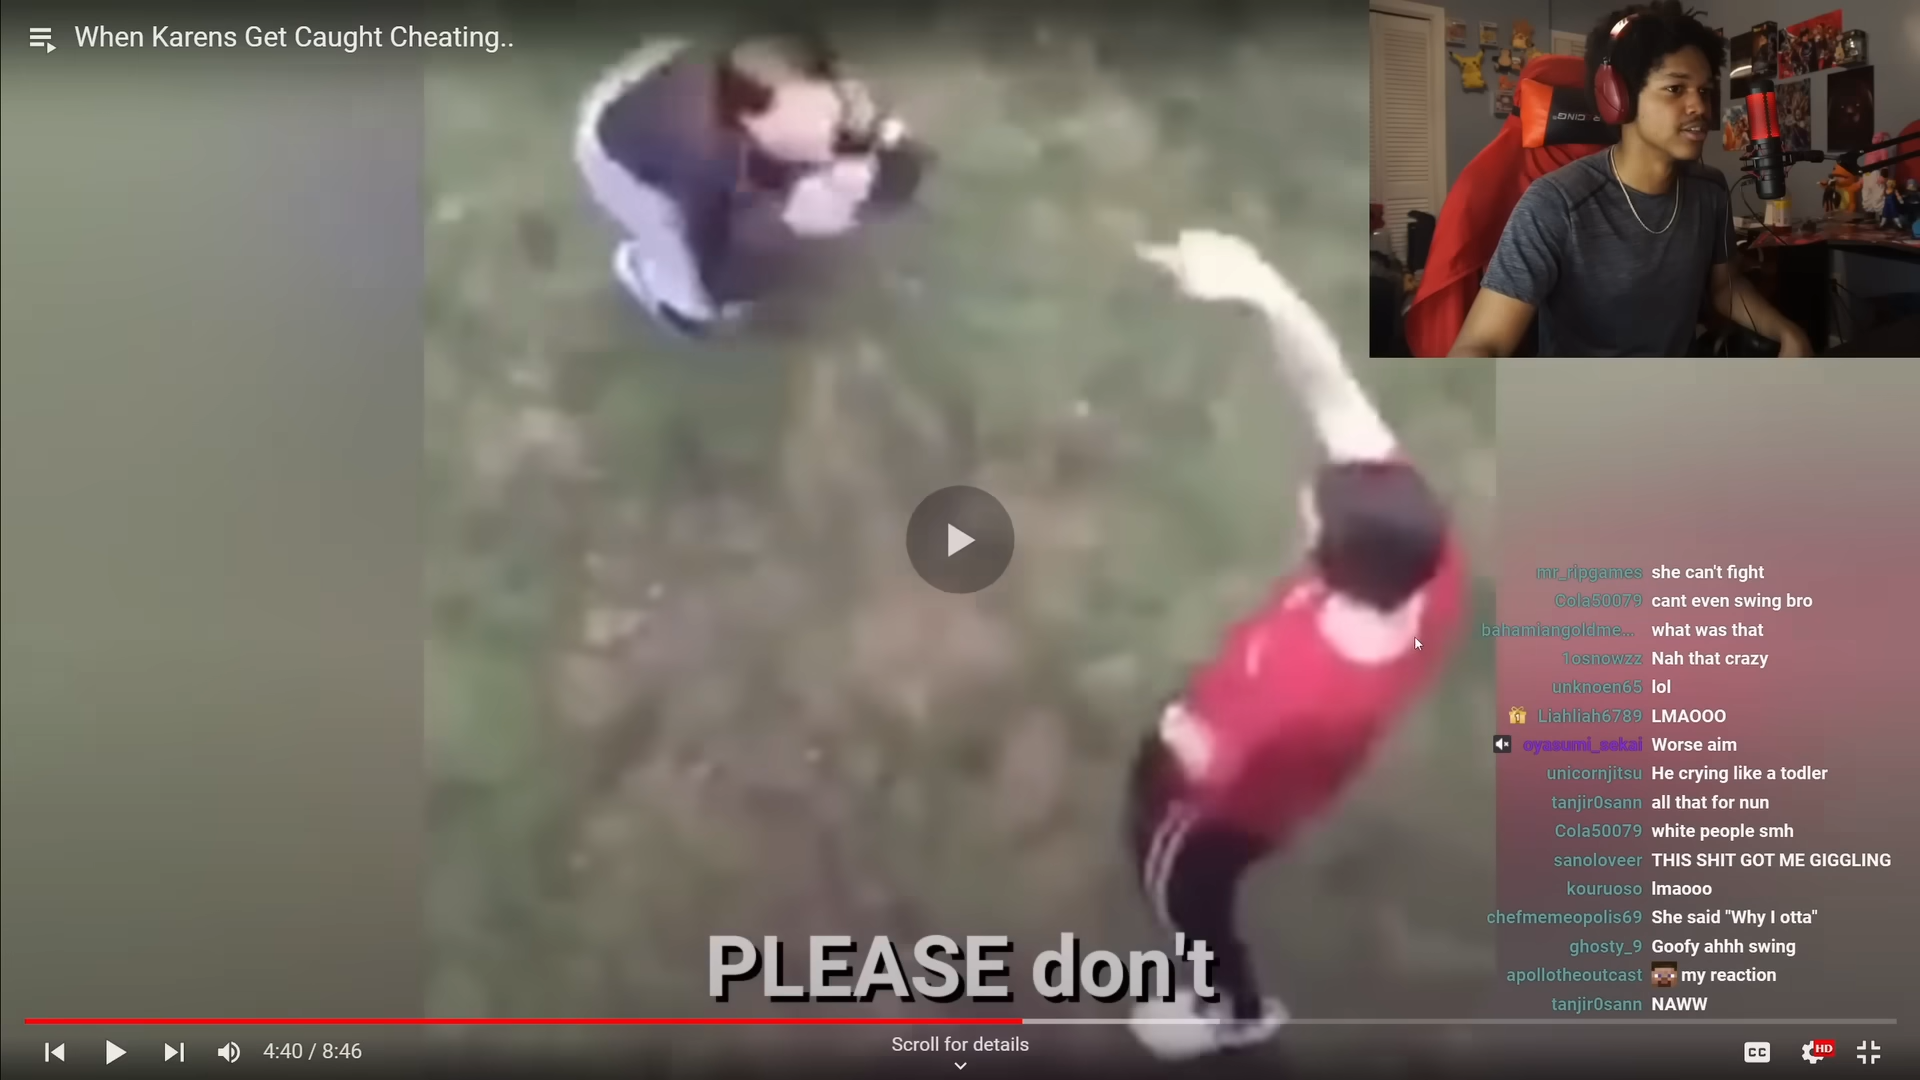 When Karens Get Caught Cheating..
mr_ripgames she can't fight
Cola50079 cant even swing bro
bahamiangoldme... what was that
1osnowzz Nah that crazy
unknoen65 lol
Liahliah6789 LMAOOO
oyasumi_sekai Worse aim
unicornjitsu He crying like a todler
tanjir0sann all that for nun
Cola50079 white people smh
sanoloveer THIS SHIT GOT ME GIGGLING
kouruoso lmaooo
chefmemeopolis69 She said "Why I otta"
ghosty_9 Goofy ahhh swing
apollotheoutcast my reaction
tanjir0sann NAWW
PLEASE don't
4:40 / 8:46
Scroll for details
CC
HD